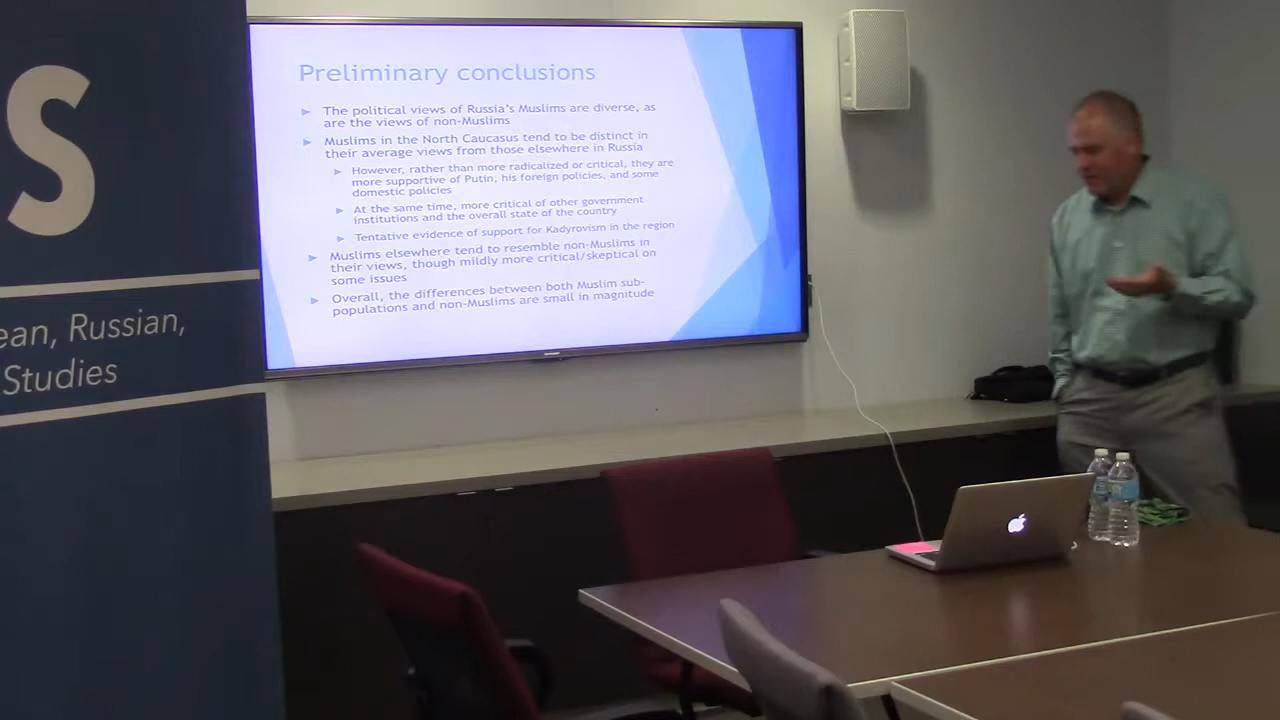 S
ean, Russian,
Studies
Preliminary conclusions
The political views of Russia's Muslims are diverse, as
are the views of non-Muslims
Muslims in the North Caucasus tend to be distinct in
their average views from those elsewhere in Russia
However, rather than more radicalized or critical, they are
more supportive of Putin, his foreign policies, and some
domestic policies
At the same time, more critical of other government
institutions and the overall state of the country
Tentative evidence of support for Kadyrovism in the region
Muslims elsewhere tend to resemble non-Muslims in
their views, though mildly more critical/skeptical on
some issues
Overall, the differences between both Muslim sub-
populations and non-Muslims are small in magnitude